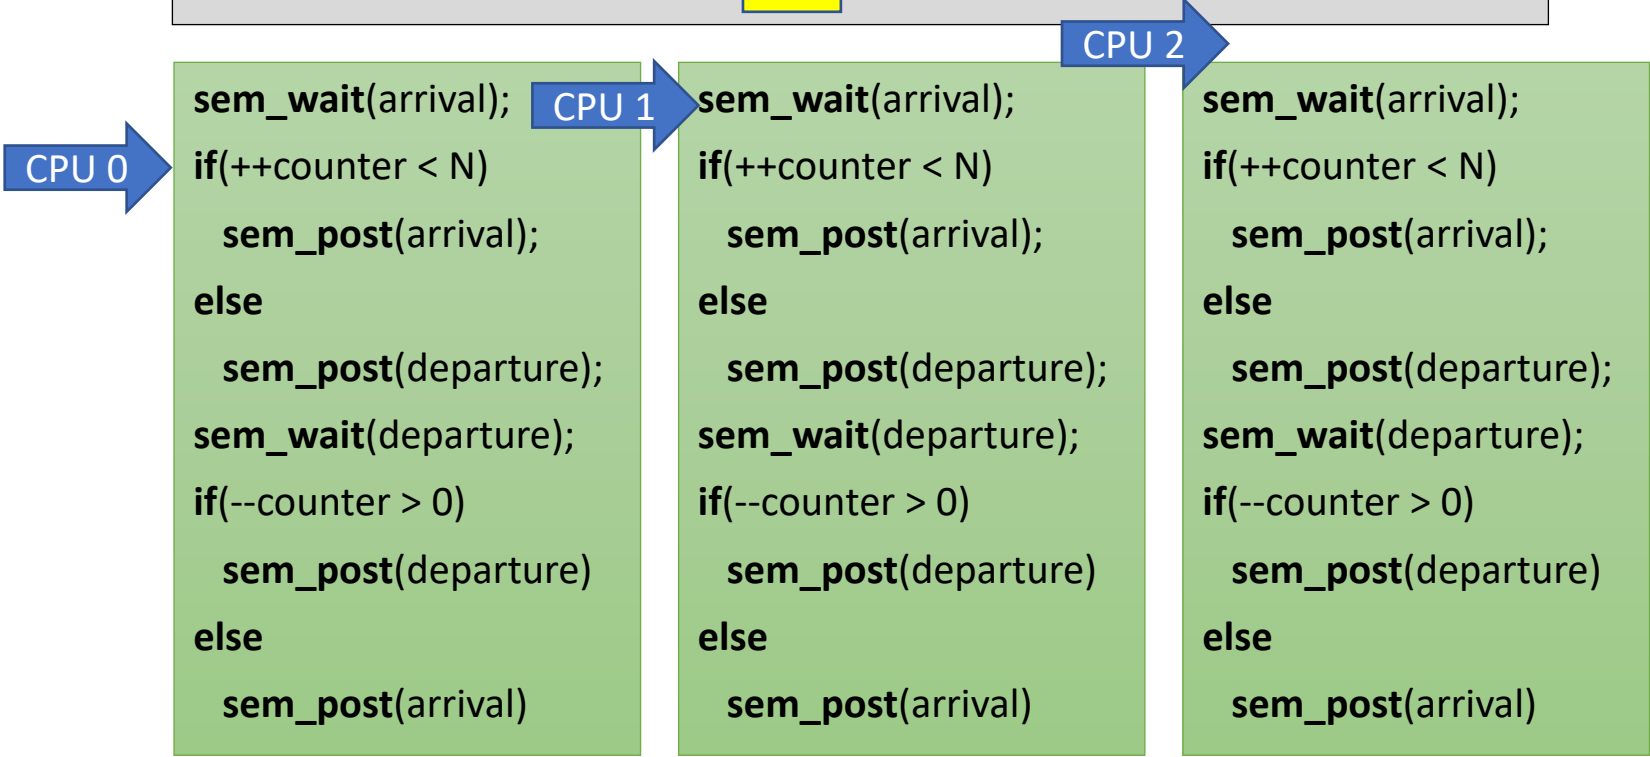 CPU 0
sem_wait(arrival);
if(++counter < N)
sem_post(arrival);
else
sem_post(departure);
sem_wait(departure);
if(--counter > 0)
sem_post(departure)
else
sem_post(arrival)
CPU 1
sem_wait(arrival);
if(++counter < N)
sem_post(arrival);
else
sem_post(departure);
sem_wait(departure);
if(--counter > 0)
sem_post(departure)
else
sem_post(arrival)
CPU 2
sem_wait(arrival);
if(++counter < N)
sem_post(arrival);
else
sem_post(departure);
sem_wait(departure);
if(--counter > 0)
sem_post(departure)
else
sem_post(arrival)